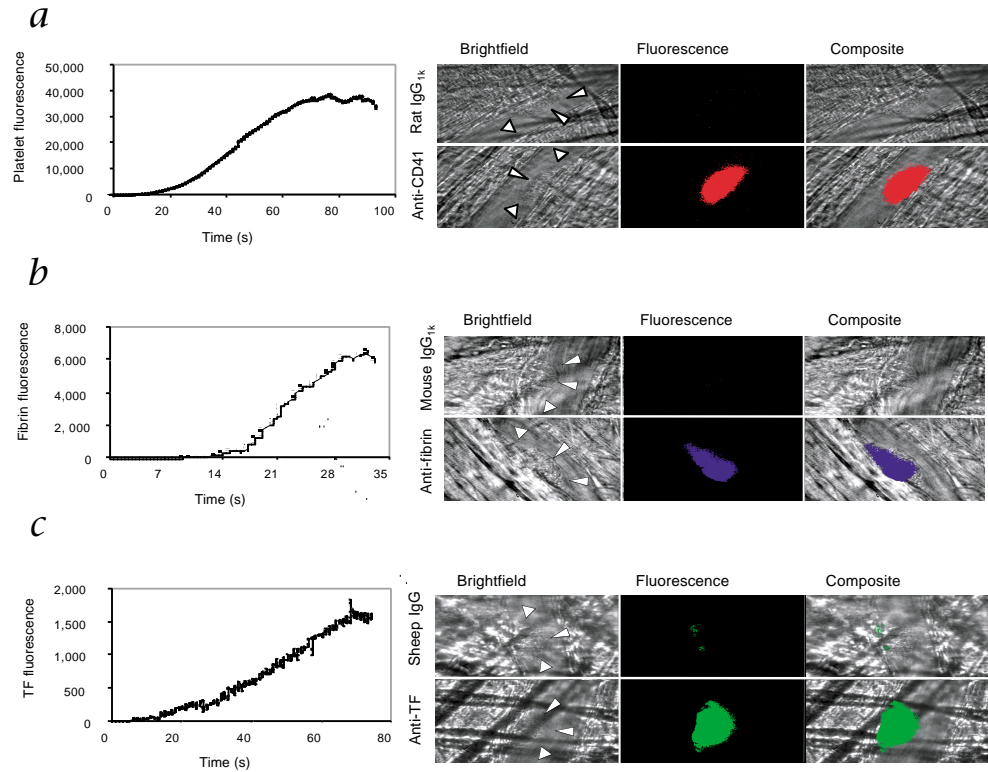 a
Brightfield Fluorescence Composite
Platelet fluorescence
50,000
40,000
30,000
20,000
10,000
0
0 20 40 60 80 100
Time (s)
Rat IgG1k
Anti-CD41
b
Brightfield Fluorescence Composite
Fibrin fluorescence
8,000
6,000
4,000
2, 000
0
0 7 14 21 28 35
Time (s)
Mouse IgG1k
Anti-fibrin
c
Brightfield Fluorescence Composite
TF fluorescence
2,000
1,500
1,000
500
0
0 20 40 60 80
Time (s)
Sheep IgG
Anti-TF